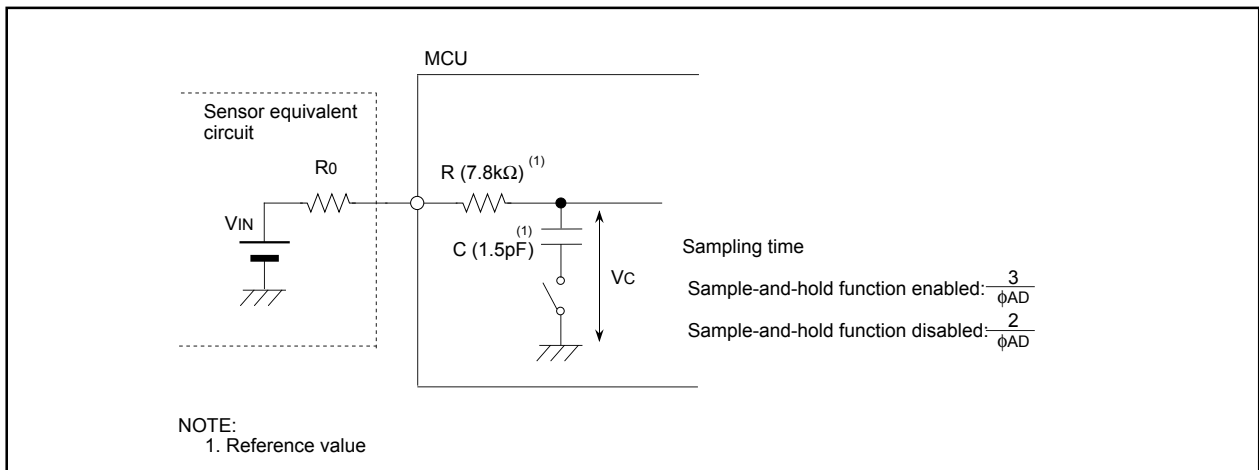 MCU
Sensor equivalent
circuit
R0
R (7.8kΩ) (1)
VIN
(1)
C (1.5pF)
VC
Sampling time
Sample-and-hold function enabled: 3/ϕAD
Sample-and-hold function disabled: 2/ϕAD
NOTE:
1. Reference value